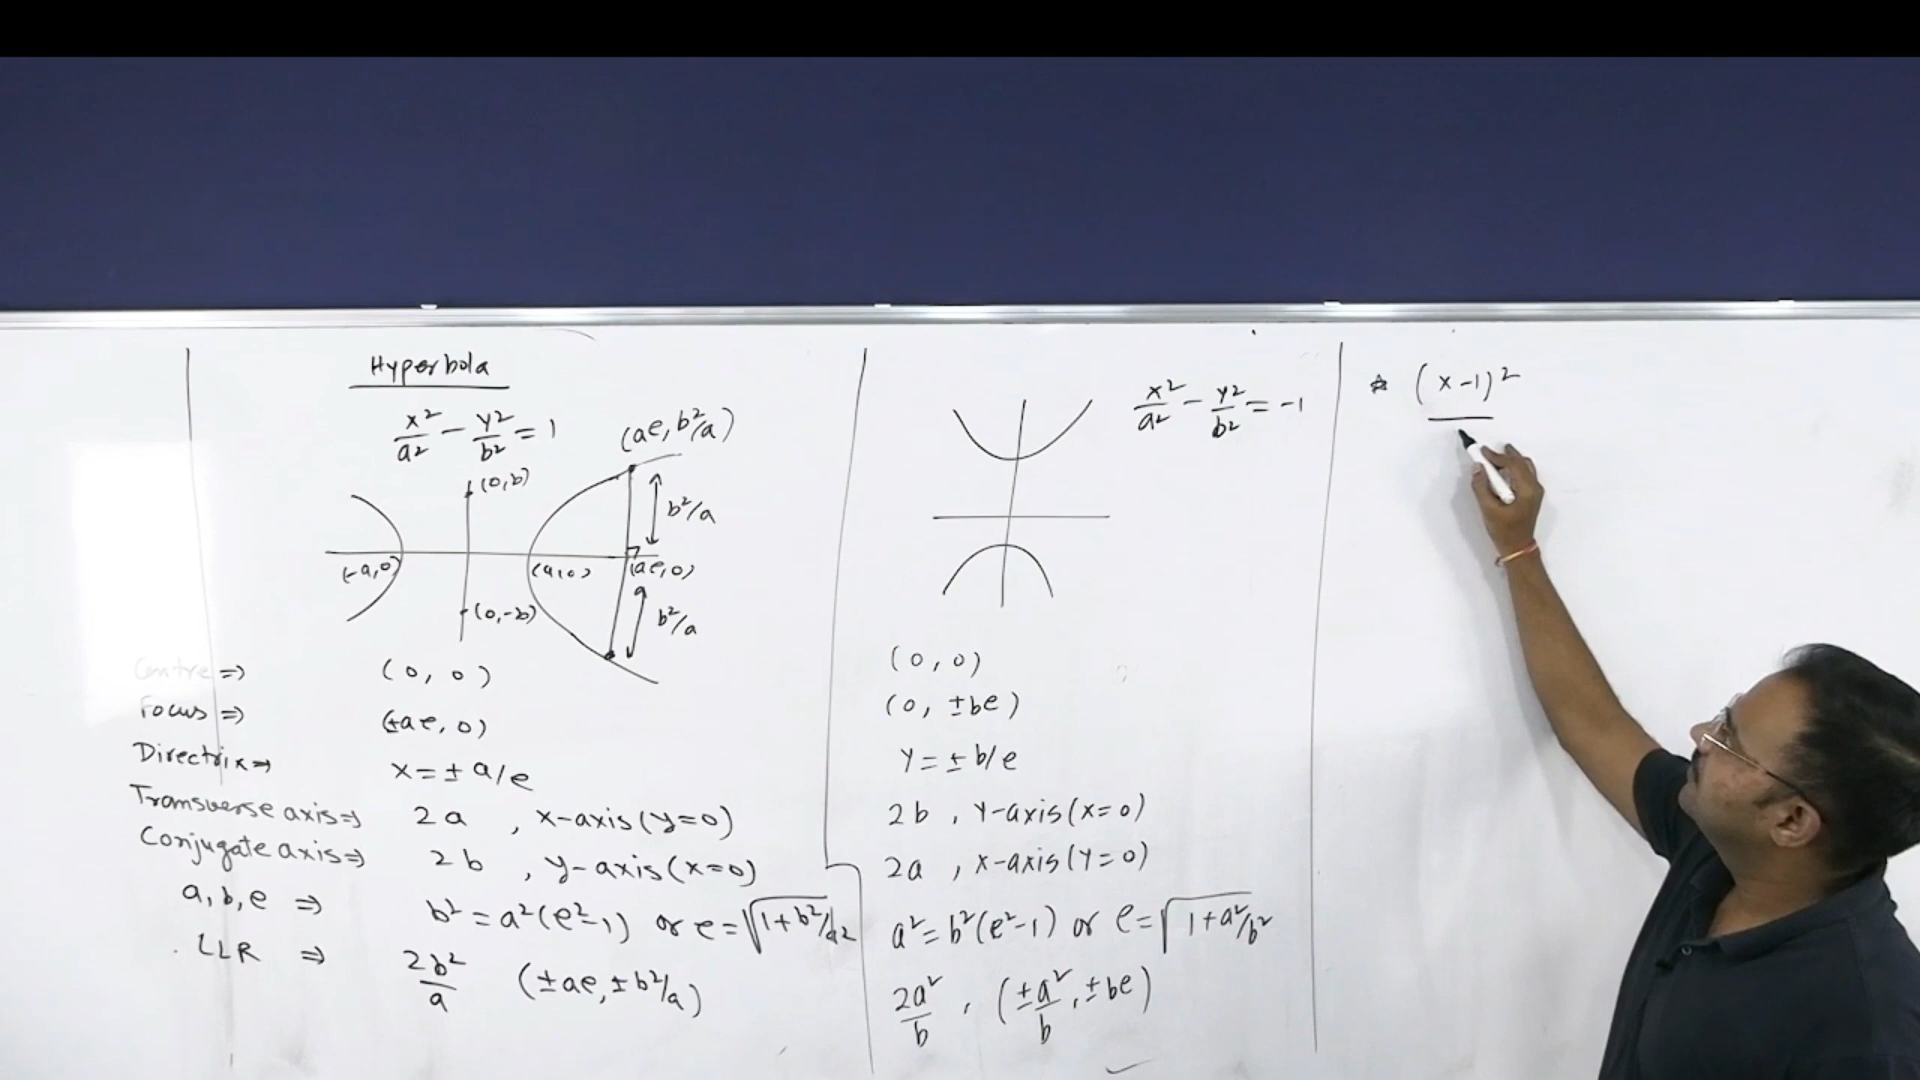 Hyperbola
x²/a² - y²/b² = 1
(ae, b²/a)
(0,b)
b²/a
(-a,0)
(a,0)
(ae,0)
(0,-b)
b²/a
Centre ⇒ (0, 0)
Focus ⇒ (±ae, 0)
Directrix ⇒ x = ± a/e
Transverse axis ⇒ 2a , x-axis (y=0)
Conjugate axis ⇒ 2b , y-axis (x=0)
a, b, e ⇒ b² = a²(e²-1) or e = √1+b²/a²
LLR ⇒ 2b²/a (±ae, ±b²/a)
x²/a² - y²/b² = -1
(0, 0)
(0, ±be)
y = ± b/e
2b , y-axis (x=0)
2a , x-axis (y=0)
a² = b²(e²-1) or e = √1+a²/b²
2a²/b , (±a²/b, ±be)
☆ (x-1)²